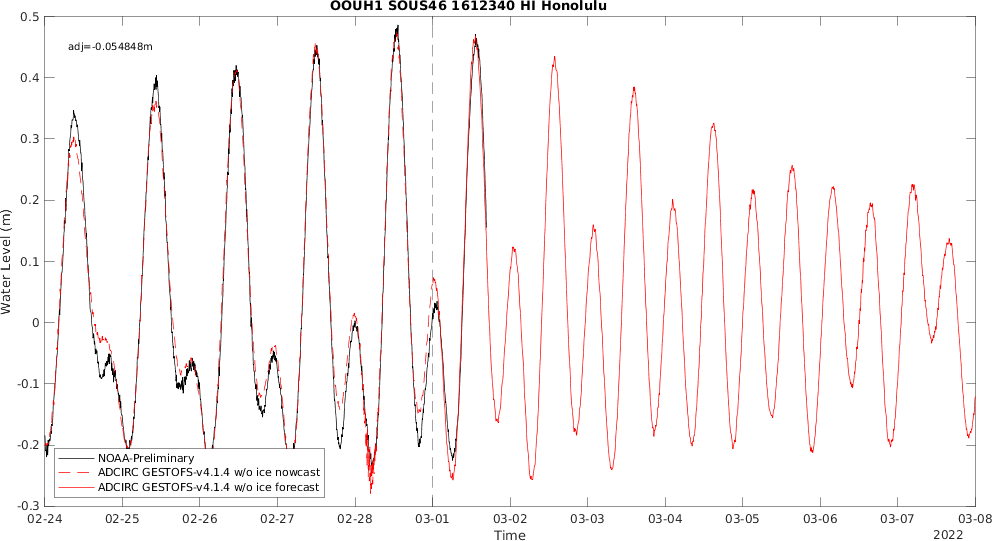 OOUH1 SOUS46 1612340 HI Honolulu
adj=-0.054848m
0.5
0.4
0.3
0.2
0.1
0
-0.1
-0.2
-0.3
Water Level (m)
NOAA-Preliminary
ADCIRC GESTOFS-v4.1.4 w/o ice nowcast
ADCIRC GESTOFS-v4.1.4 w/o ice forecast
02-24 02-25 02-26 02-27 02-28 03-01 03-02 03-03 03-04 03-05 03-06 03-07 03-08
Time
2022